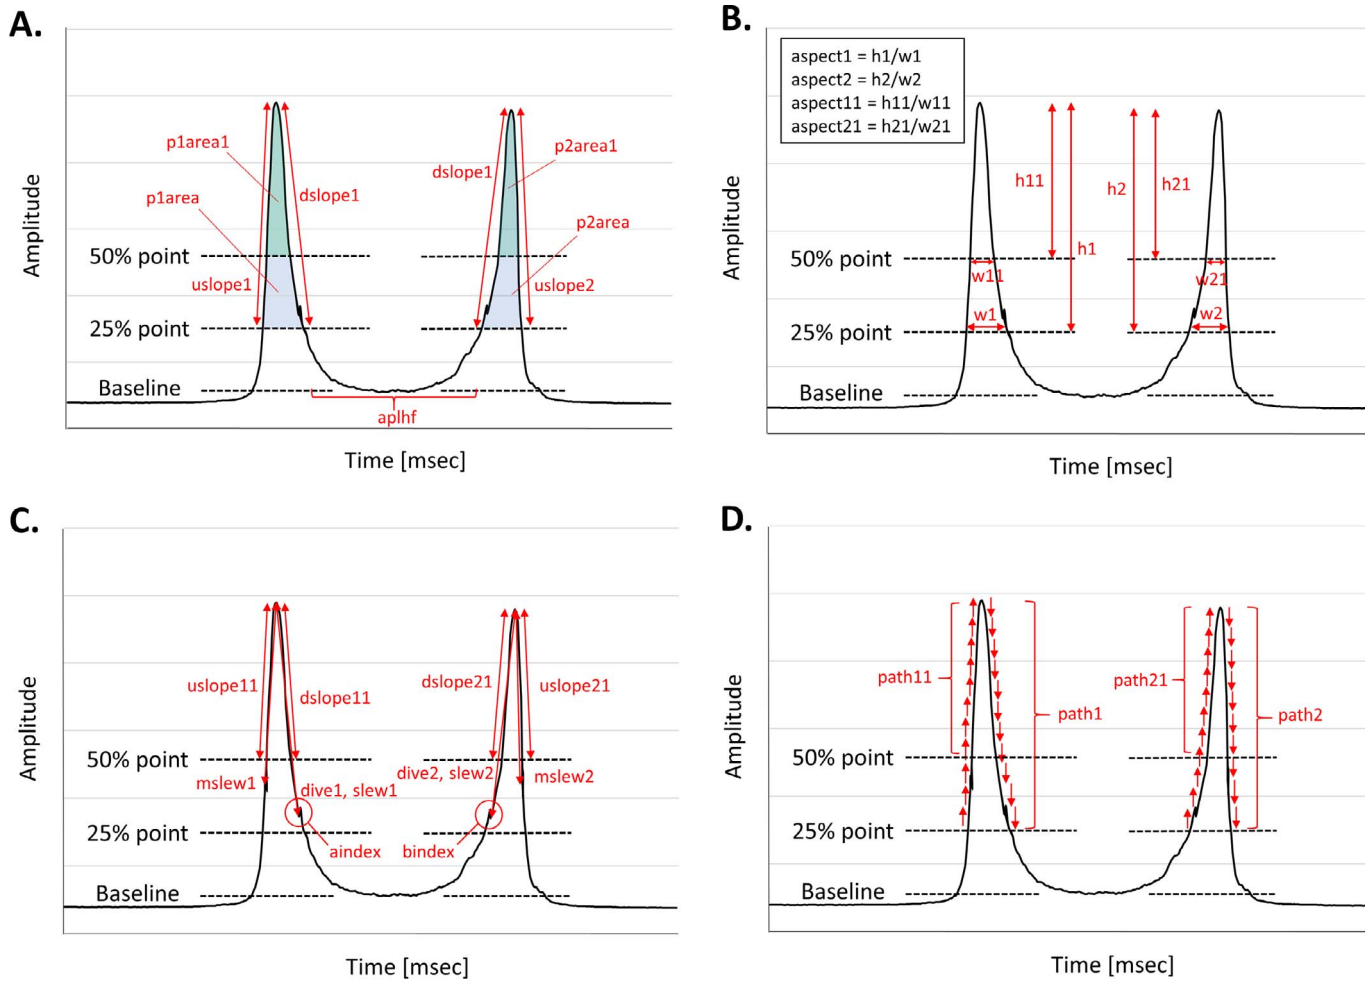 A.
Amplitude
p1area1
p1area
dslope1
uslope1
dslope1
p2area1
p2area
uslope2
50% point
25% point
Baseline
aplhf
Time [msec]
B.
Amplitude
aspect1 = h1/w1
aspect2 = h2/w2
aspect11 = h11/w11
aspect21 = h21/w21
h11
h1
h2
h21
50% point
w11
w21
25% point
w1
w2
Baseline
Time [msec]
C.
Amplitude
uslope11
dslope11
dslope21
uslope21
50% point
mslew1
dive1, slew1
dive2, slew2
mslew2
25% point
aindex
bindex
Baseline
Time [msec]
D.
Amplitude
path11
path1
path21
path2
50% point
25% point
Baseline
Time [msec]